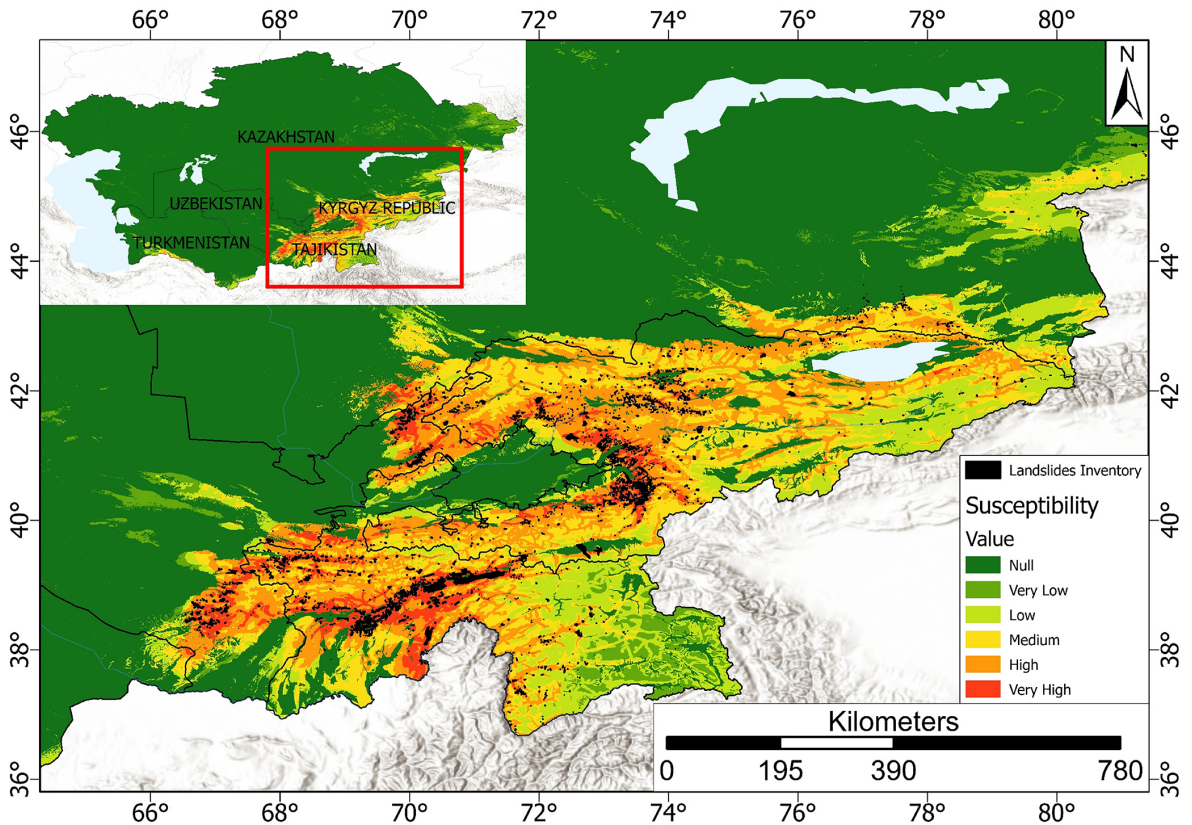 66° 68° 70° 72° 74° 76° 78° 80°
N
46° 46°
KAZAKHSTAN
UZBEKISTAN
KYRGYZ REPUBLIC
TURKMENISTAN
TAJIKISTAN
44° 44°
42° 42°
Landslides Inventory
Susceptibility
Value
Null
Very Low
Low
Medium
High
Very High
40° 40°
38° 38°
Kilometers
0 195 390 780
36° 36°
66° 68° 70° 72° 74° 76° 78° 80°